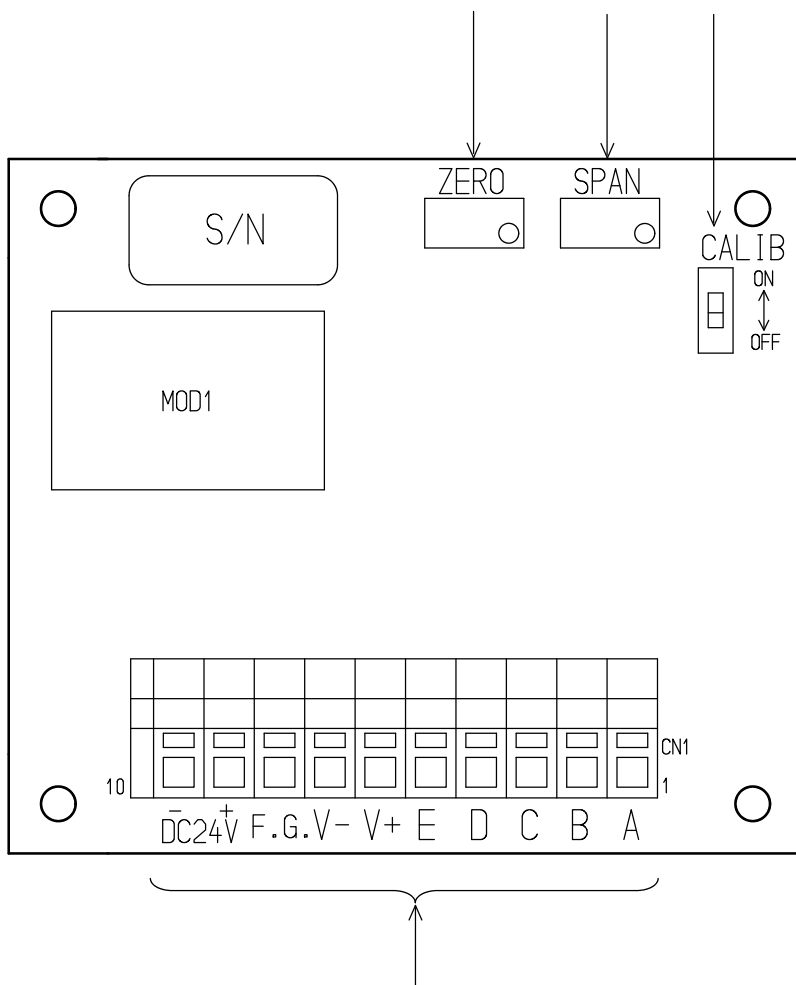 ZERO SPAN
S/N
CALIB
ON
OFF
MOD1
CN1
10 1
- +
DC24V F.G. V- V+ E D C B A